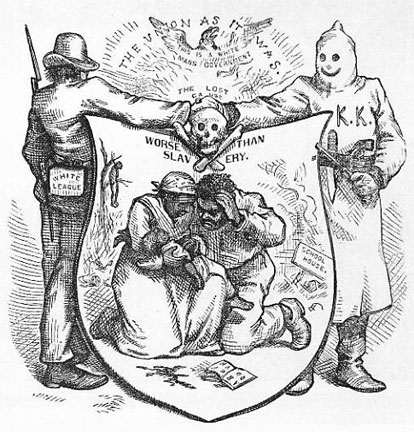 THE UNION AS IT WAS.
THIS IS A WHITE
MANS GOVERNMENT
THE LOST
CAUSE
WORSE THAN
SLAVERY.
WHITE
LEAGUE
K.K.K
SCHOOL
HOUSE.